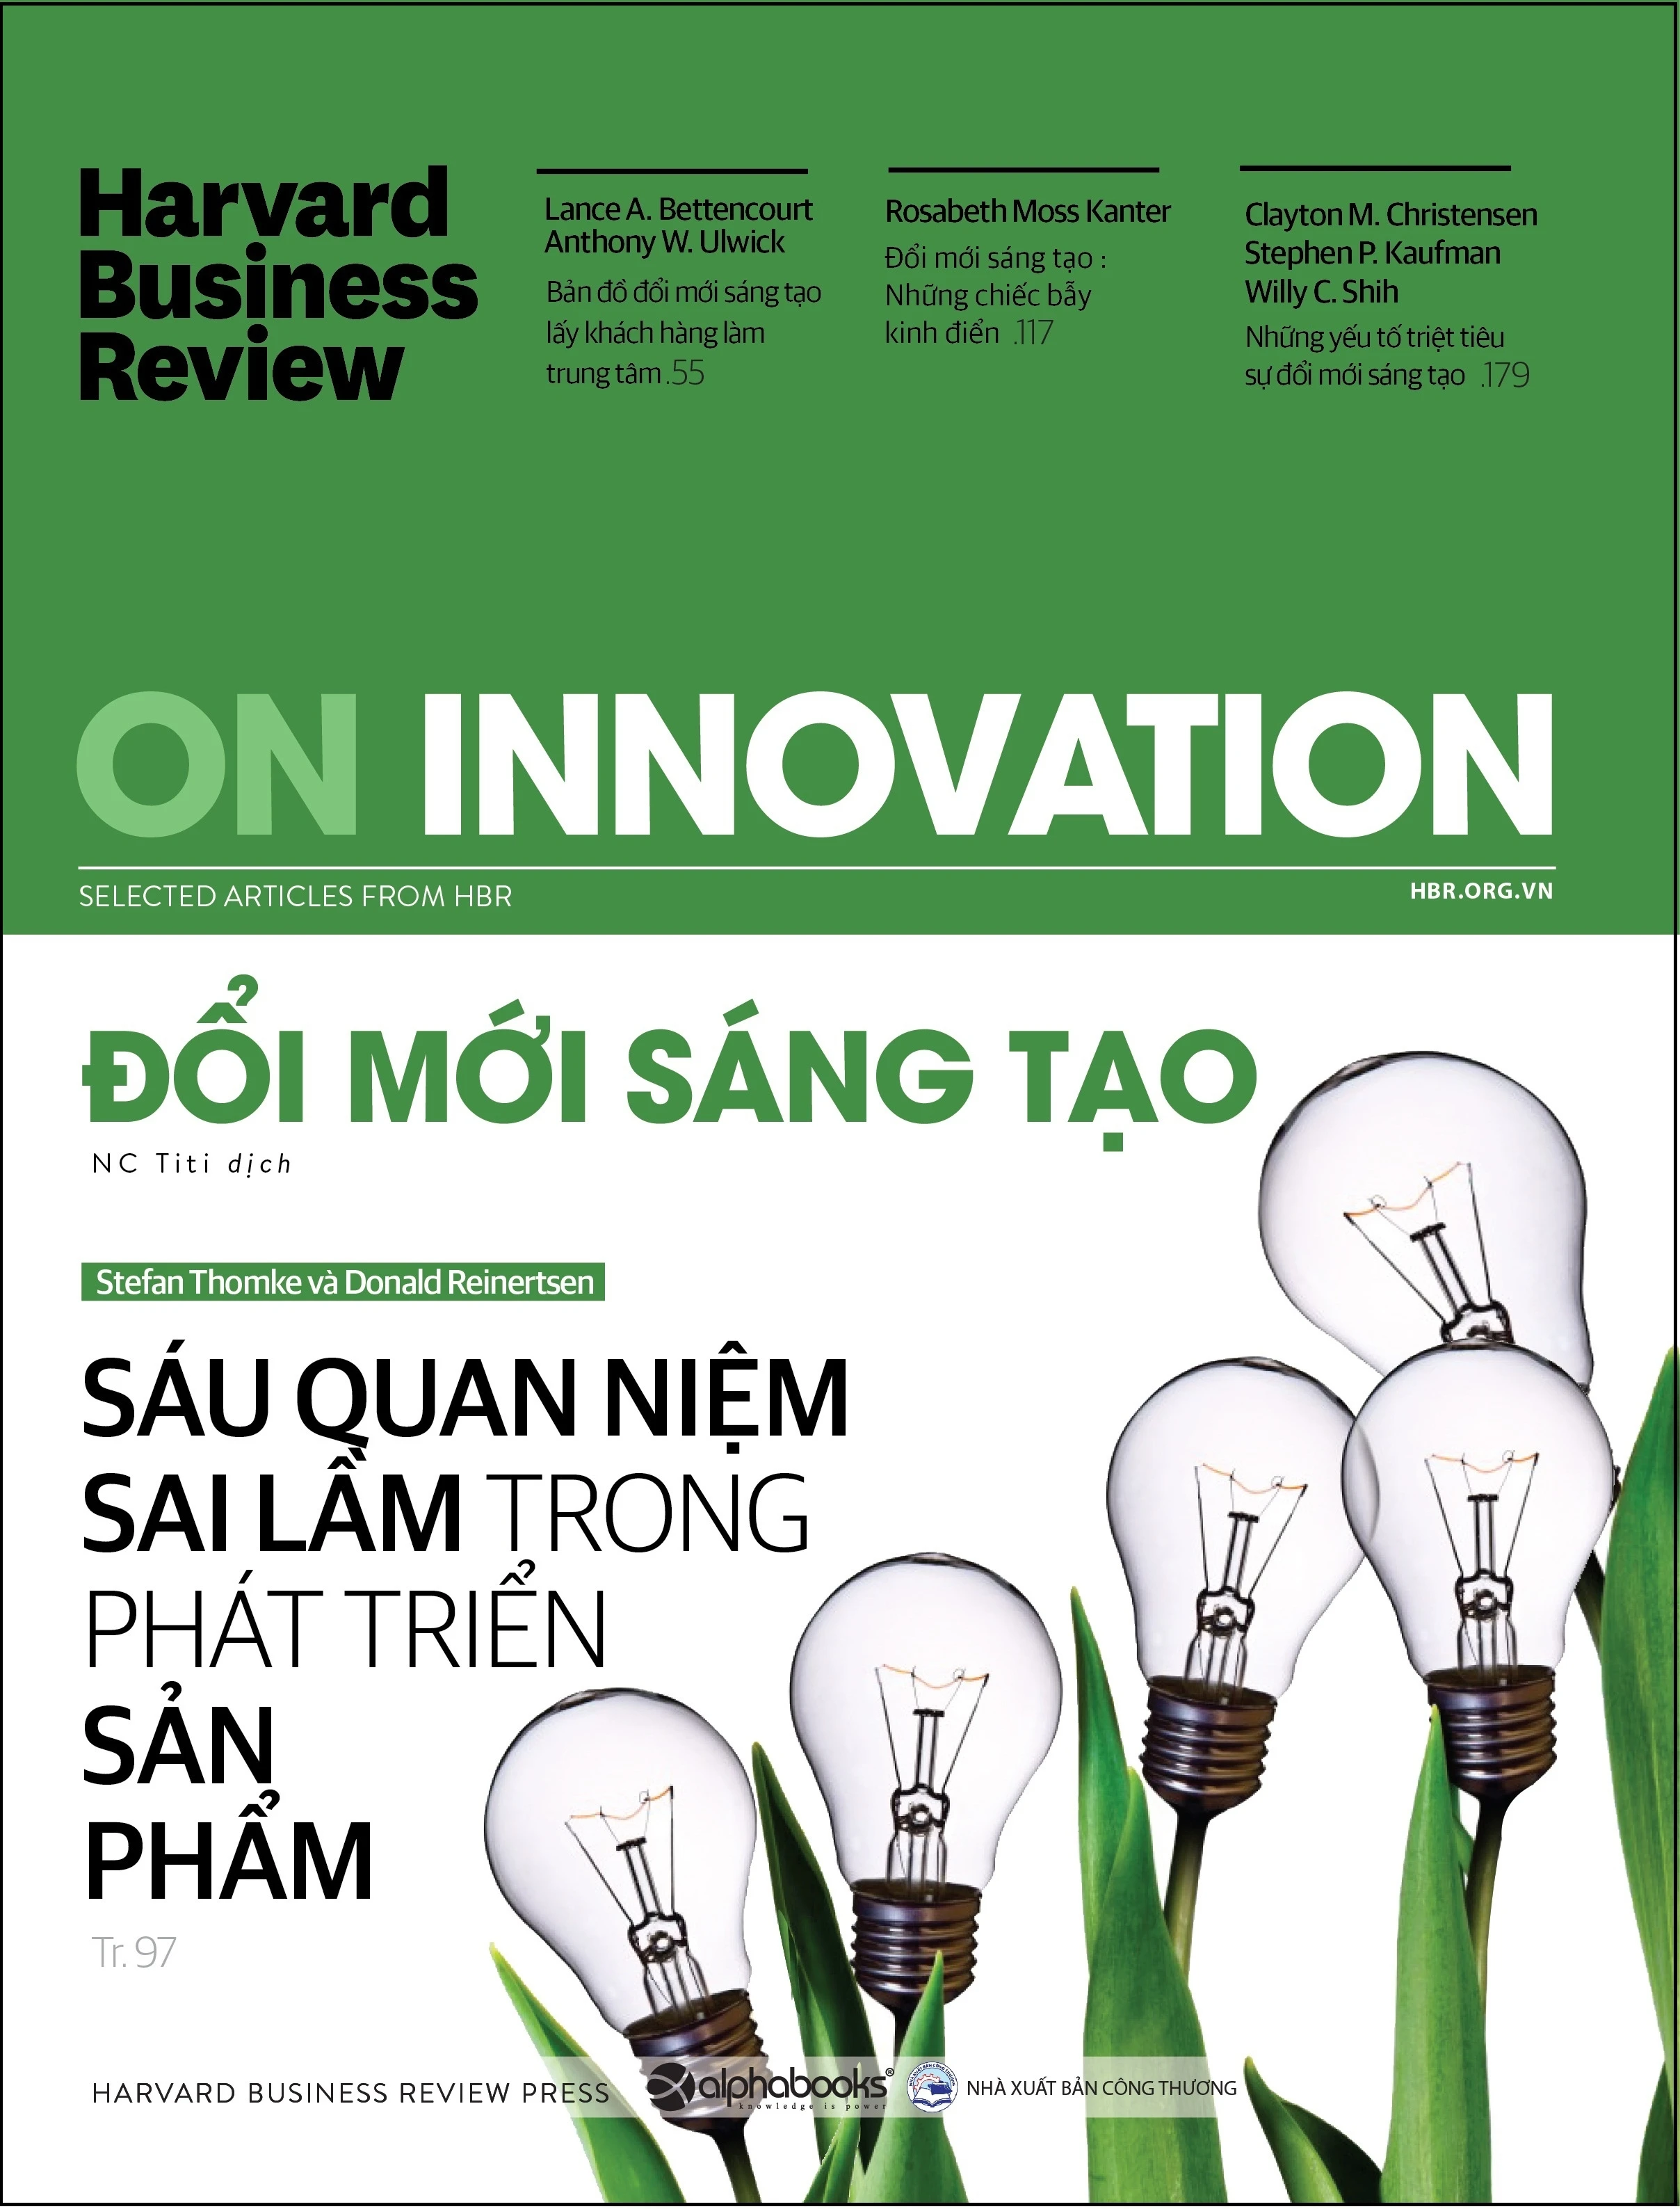 Harvard
Business
Review
Lance A. Bettencourt
Anthony W. Ulwick
Bản đồ đổi mới sáng tạo
lấy khách hàng làm
trung tâm .55
Rosabeth Moss Kanter
Đổi mới sáng tạo :
Những chiếc bẫy
kinh điển .117
Clayton M. Christensen
Stephen P. Kaufman
Willy C. Shih
Những yếu tố triệt tiêu
sự đổi mới sáng tạo .179
ON INNOVATION
SELECTED ARTICLES FROM HBR
HBR.ORG.VN
ĐỔI MỚI SÁNG TẠO
NC Titi dịch
Stefan Thomke và Donald Reinertsen
SÁU QUAN NIỆM
SAI LẦM TRONG
PHÁT TRIỂN
SẢN
PHẨM
Tr. 97
HARVARD BUSINESS REVIEW PRESS
alphabooks®
knowledge is power
NHÀ XUẤT BẢN CÔNG THƯƠNG